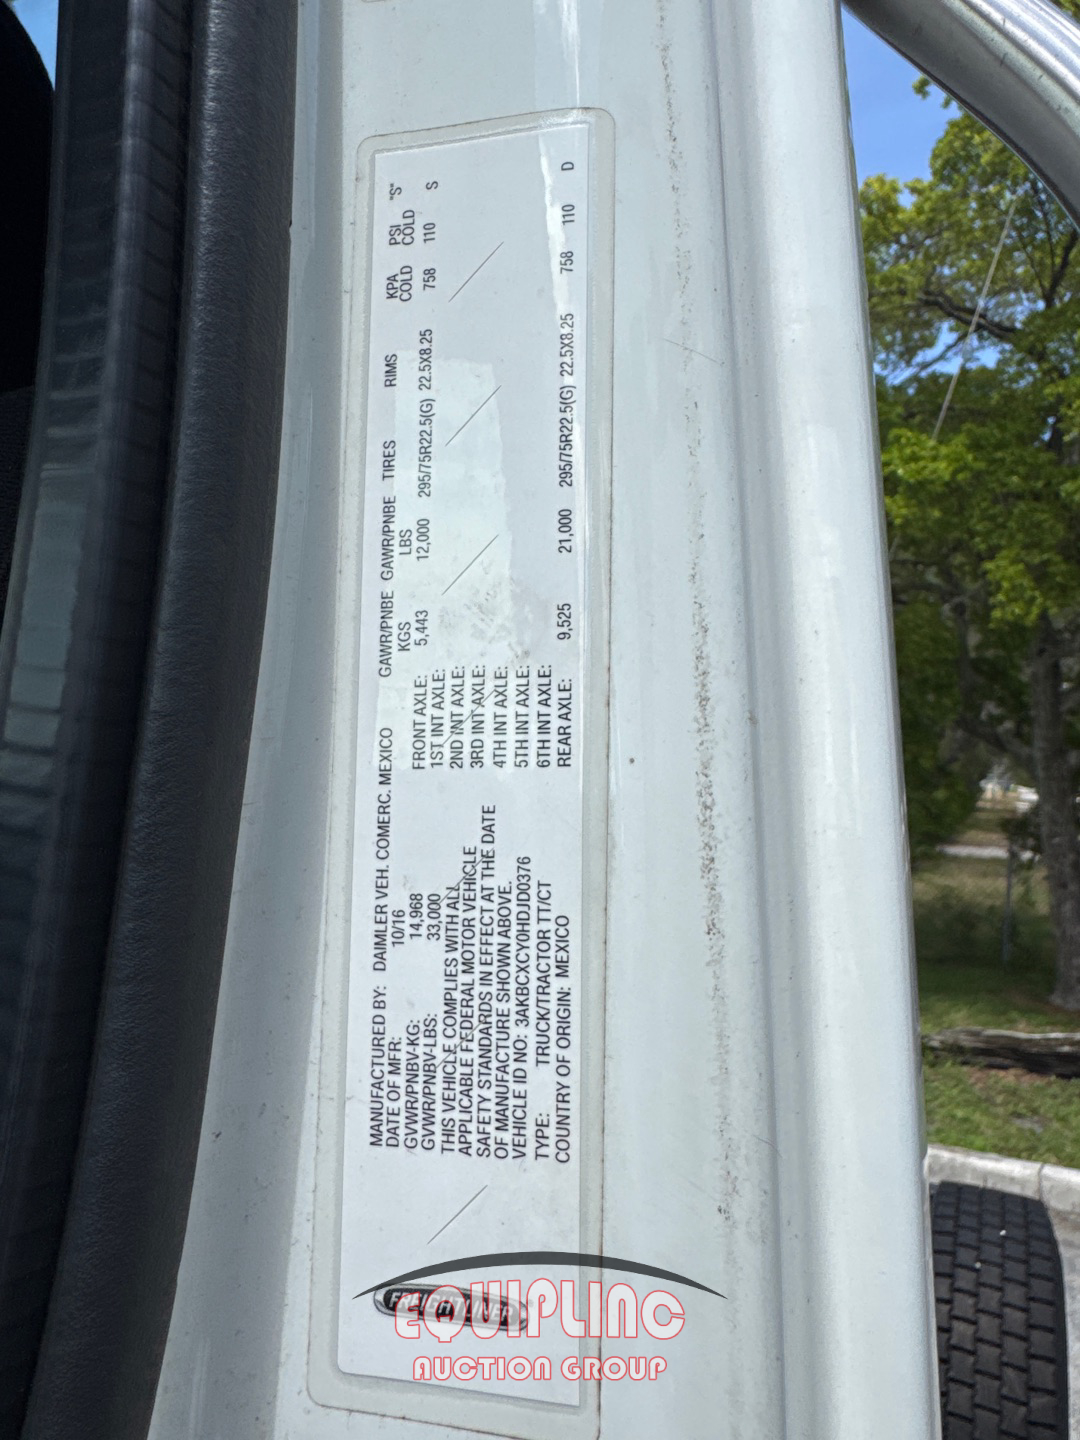 FREIGHTLINER
MANUFACTURED BY: DAIMLER VEH. COMERC. MEXICO
DATE OF MFR: 10/16
GVWR/PNBV-KG: 14,968
GVWR/PNBV-LBS: 33,000
THIS VEHICLE COMPLIES WITH ALL
APPLICABLE FEDERAL MOTOR VEHICLE
SAFETY STANDARDS IN EFFECT AT THE DATE
OF MANUFACTURE SHOWN ABOVE.
VEHICLE ID NO: 3AKBCXCY0HDJD0376
TYPE: TRUCK/TRACTOR TT/CT
COUNTRY OF ORIGIN: MEXICO
GAWR/PNBE GAWR/PNBE TIRES RIMS KPA PSI "S"
KGS LBS COLD COLD
FRONT AXLE: 5,443 12,000 295/75R22.5(G) 22.5X8.25 758 110 S
1ST INT AXLE:
2ND INT AXLE:
3RD INT AXLE:
4TH INT AXLE:
5TH INT AXLE:
6TH INT AXLE:
REAR AXLE: 9,525 21,000 295/75R22.5(G) 22.5X8.25 758 110 D
EQUIPLINC
AUCTION GROUP